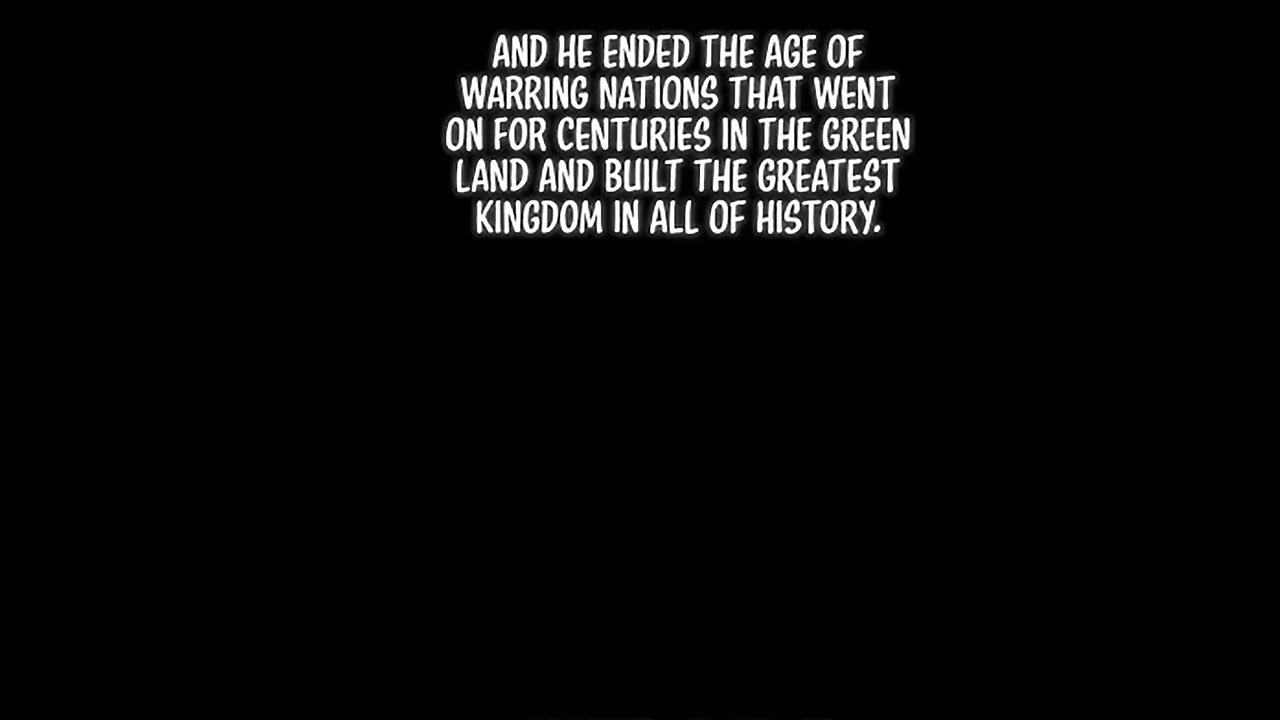 AND HE ENDED THE AGE OF
WARRING NATIONS THAT WENT
ON FOR CENTURIES IN THE GREEN
LAND AND BUILT THE GREATEST
KINGDOM IN ALL OF HISTORY.